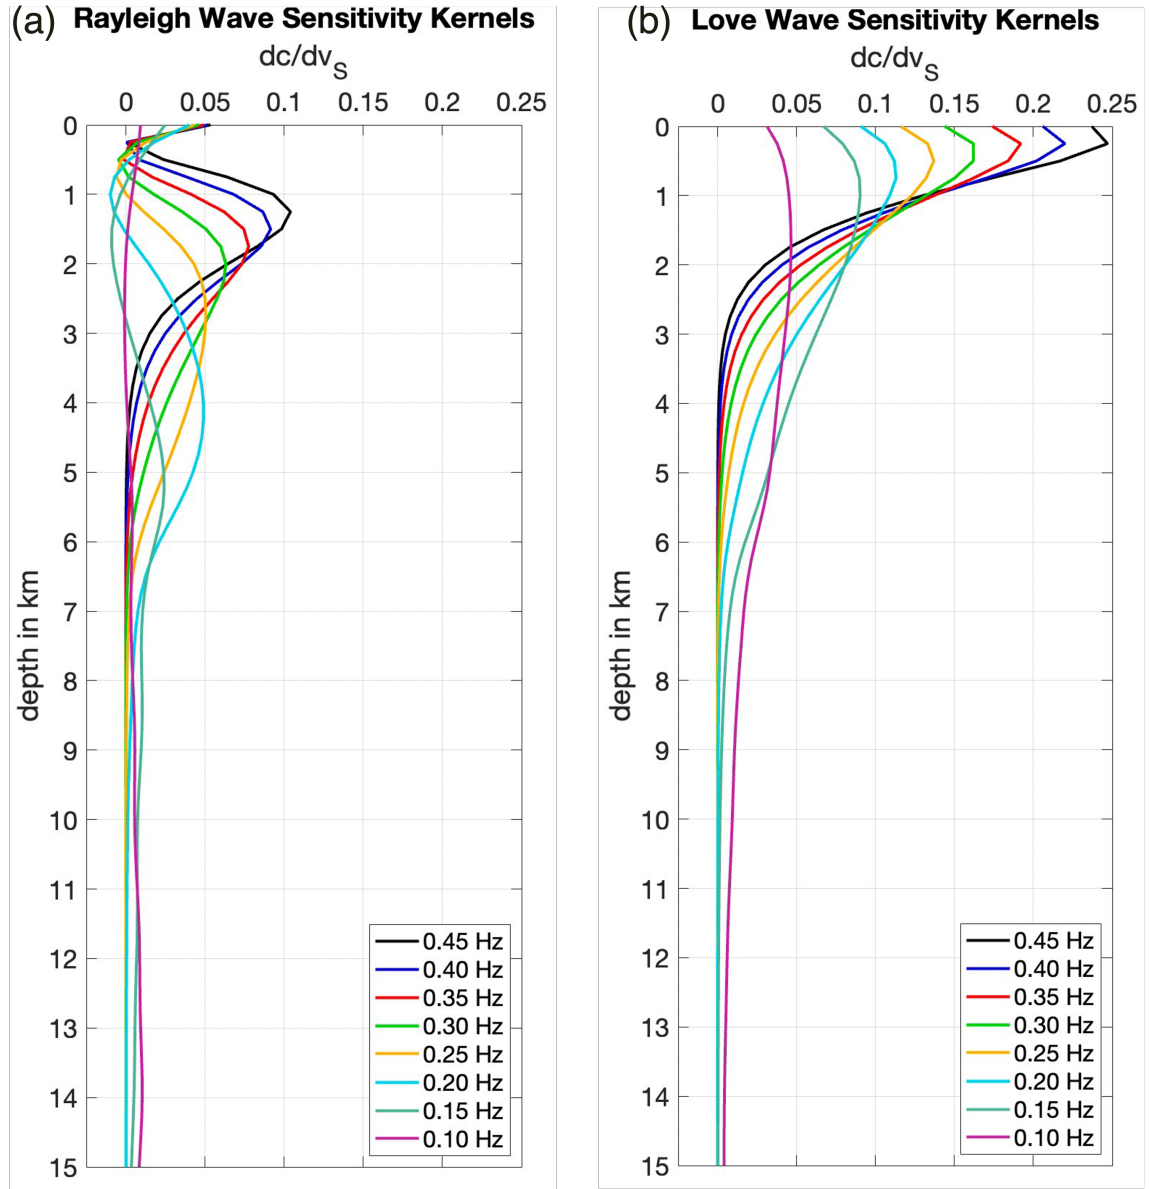 (a) Rayleigh Wave Sensitivity Kernels
dc/dv_S
0 0.05 0.1 0.15 0.2 0.25
0
1
2
3
4
5
6
7
8
9
10
11
12
13
14
15
depth in km
0.45 Hz
0.40 Hz
0.35 Hz
0.30 Hz
0.25 Hz
0.20 Hz
0.15 Hz
0.10 Hz
(b) Love Wave Sensitivity Kernels
dc/dv_S
0 0.05 0.1 0.15 0.2 0.25
0
1
2
3
4
5
6
7
8
9
10
11
12
13
14
15
depth in km
0.45 Hz
0.40 Hz
0.35 Hz
0.30 Hz
0.25 Hz
0.20 Hz
0.15 Hz
0.10 Hz